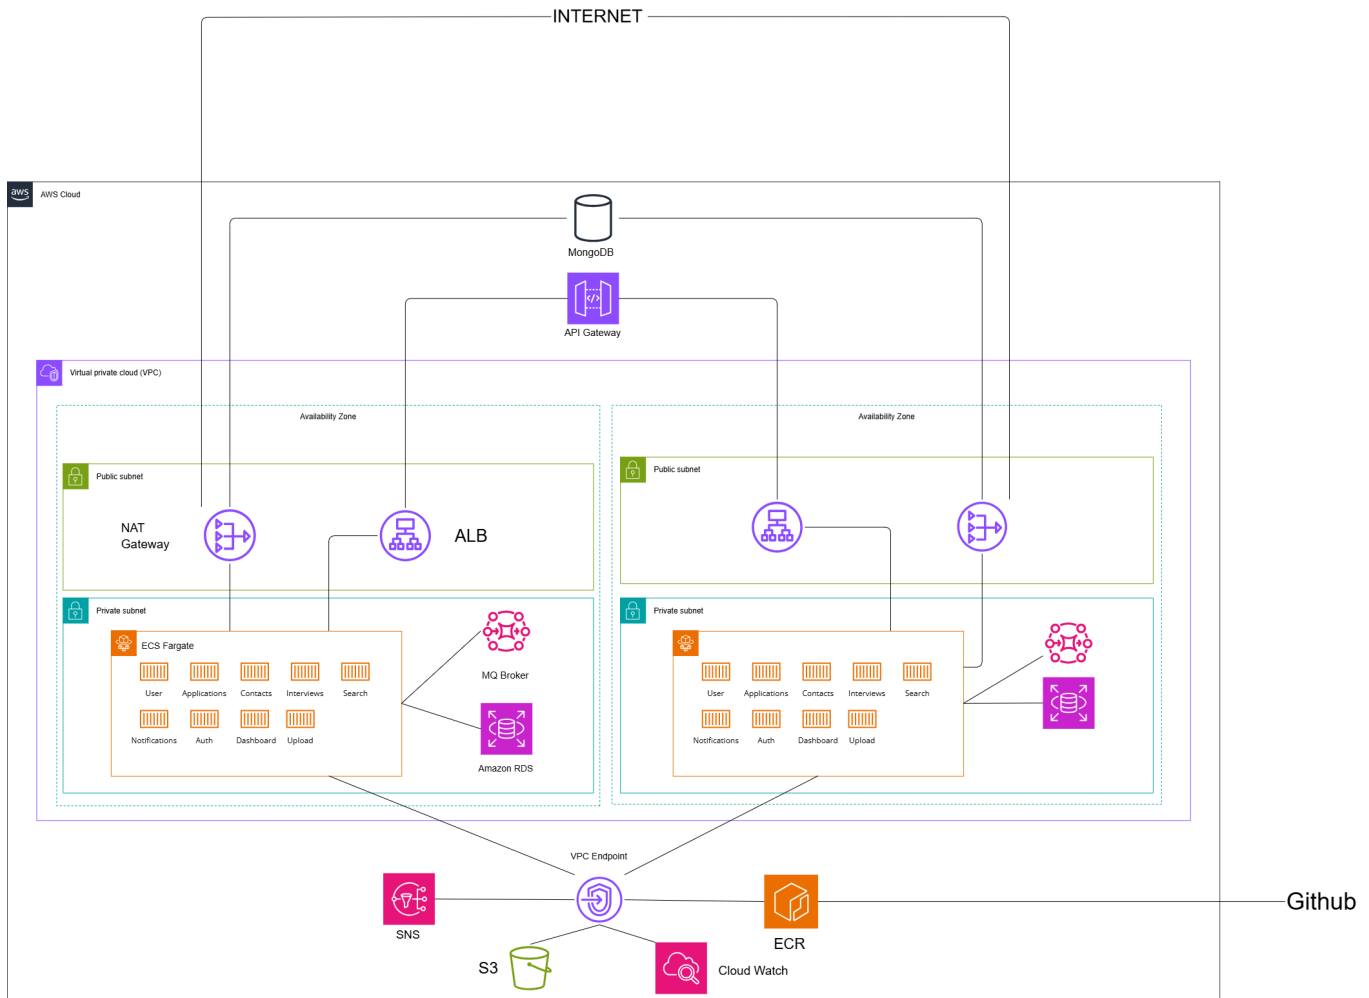 INTERNET
aws
AWS Cloud
MongoDB
API Gateway
Virtual private cloud (VPC)
Availability Zone
Availability Zone
Public subnet
Public subnet
NAT
Gateway
ALB
Private subnet
Private subnet
ECS Fargate
User
Applications
Contacts
Interviews
Search
Notifications
Auth
Dashboard
Upload
MQ Broker
Amazon RDS
User
Applications
Contacts
Interviews
Search
Notifications
Auth
Dashboard
Upload
VPC Endpoint
SNS
S3
Cloud Watch
ECR
Github